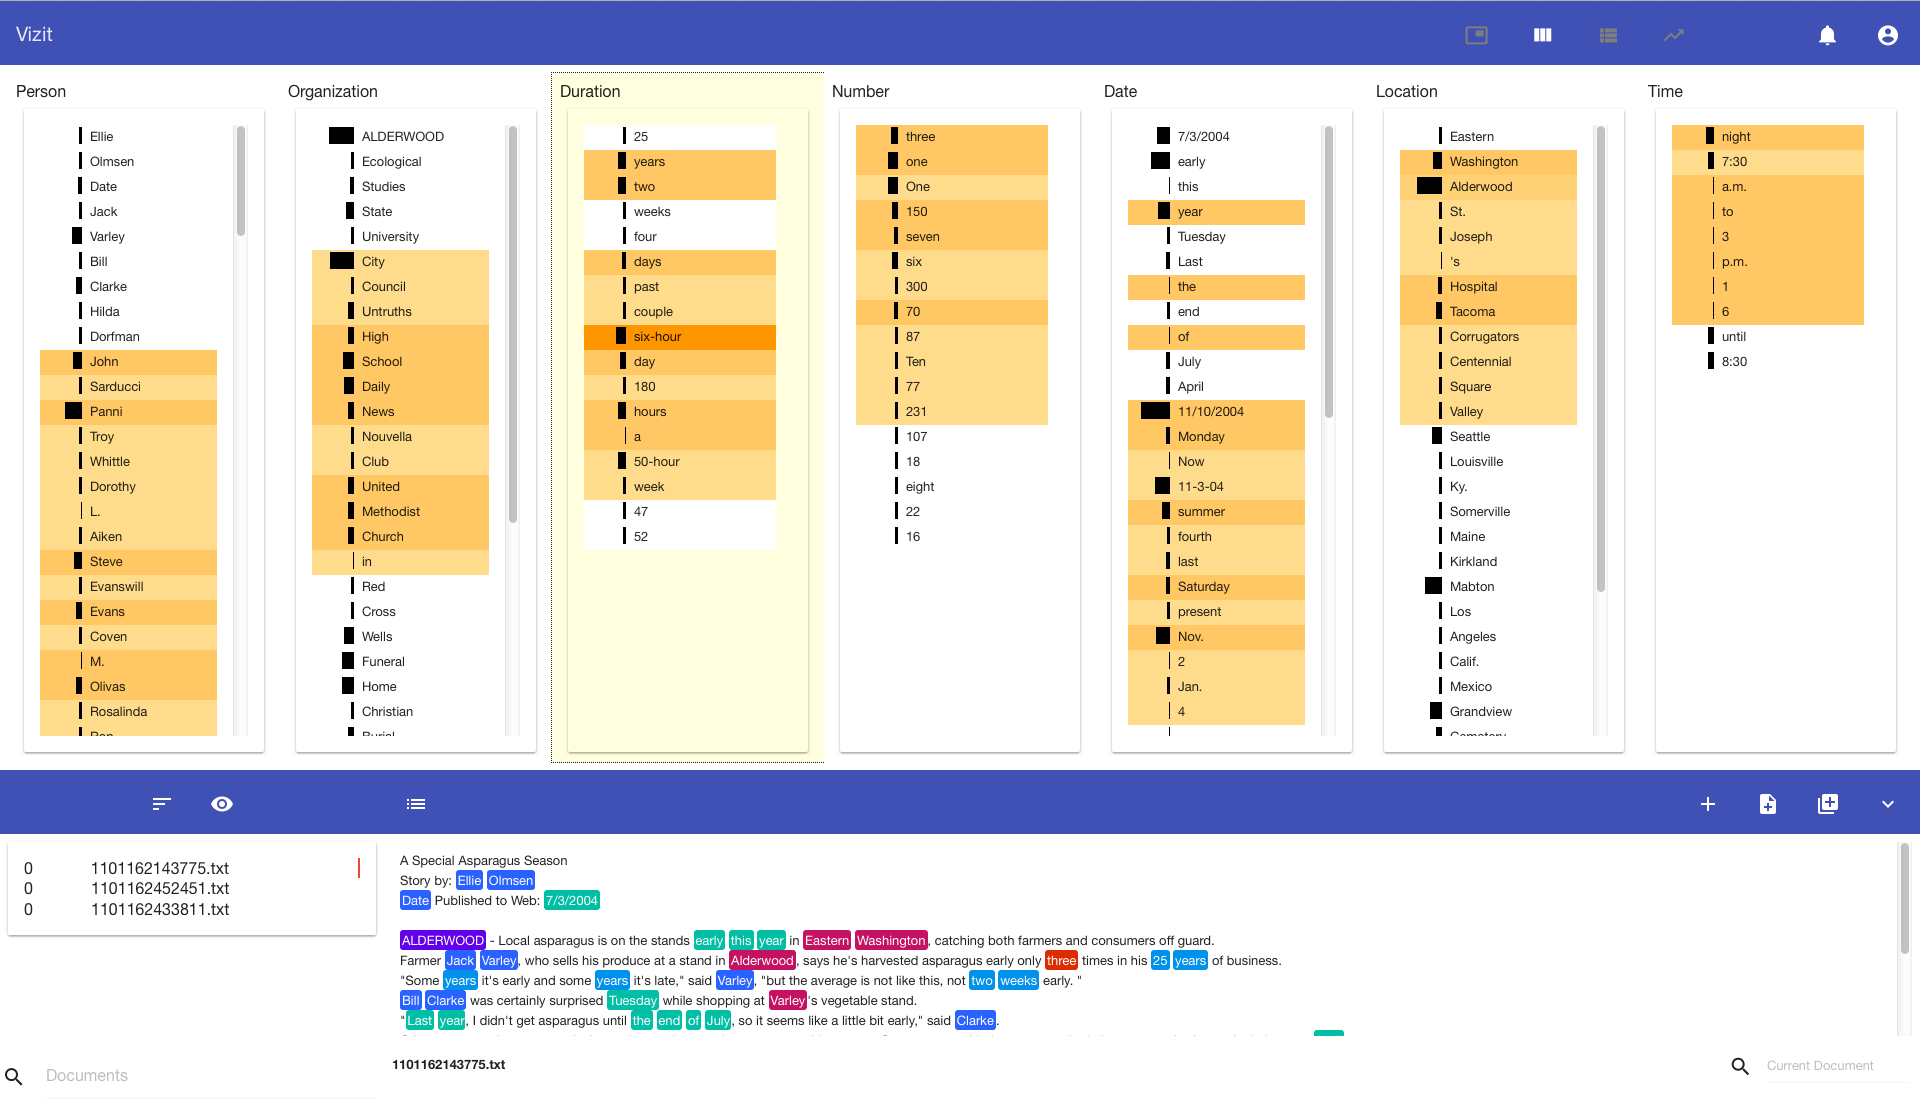 Vizit
Person
Ellie
Olmsen
Date
Jack
Varley
Bill
Clarke
Hilda
Dorfman
John
Sarducci
Panni
Troy
Whittle
Dorothy
L.
Aiken
Steve
Evanswill
Evans
Coven
M.
Olivas
Rosalinda
Organization
ALDERWOOD
Ecological
Studies
State
University
City
Council
Untruths
High
School
Daily
News
Nouvella
Club
United
Methodist
Church
in
Red
Cross
Wells
Funeral
Home
Christian
Burial
Duration
25
years
two
weeks
four
days
past
couple
six-hour
day
180
hours
a
50-hour
week
47
52
Number
three
one
One
150
seven
six
300
70
87
Ten
77
231
107
18
eight
22
16
Date
7/3/2004
early
this
year
Tuesday
Last
the
end
of
July
April
11/10/2004
Monday
Now
11-3-04
summer
fourth
last
Saturday
present
Nov.
2
Jan.
4
Location
Eastern
Washington
Alderwood
St.
Joseph
's
Hospital
Tacoma
Corrugators
Centennial
Square
Valley
Seattle
Louisville
Ky.
Somerville
Maine
Kirkland
Mabton
Los
Angeles
Calif.
Mexico
Grandview
Cemetery
Time
night
7:30
a.m.
to
3
p.m.
1
6
until
8:30
0 1101162143775.txt
0 1101162452451.txt
0 1101162433811.txt
Documents
A Special Asparagus Season
Story by: Ellie Olmsen
Date Published to Web: 7/3/2004
ALDERWOOD - Local asparagus is on the stands early this year in Eastern Washington, catching both farmers and consumers off guard.
Farmer Jack Varley, who sells his produce at a stand in Alderwood, says he's harvested asparagus early only three times in his 25 years of business.
"Some years it's early and some years it's late," said Varley, "but the average is not like this, not two weeks early. "
Bill Clarke was certainly surprised Tuesday while shopping at Varley's vegetable stand.
"Last year, I didn't get asparagus until the end of July, so it seems like a little bit early," said Clarke.
1101162143775.txt
Current Document